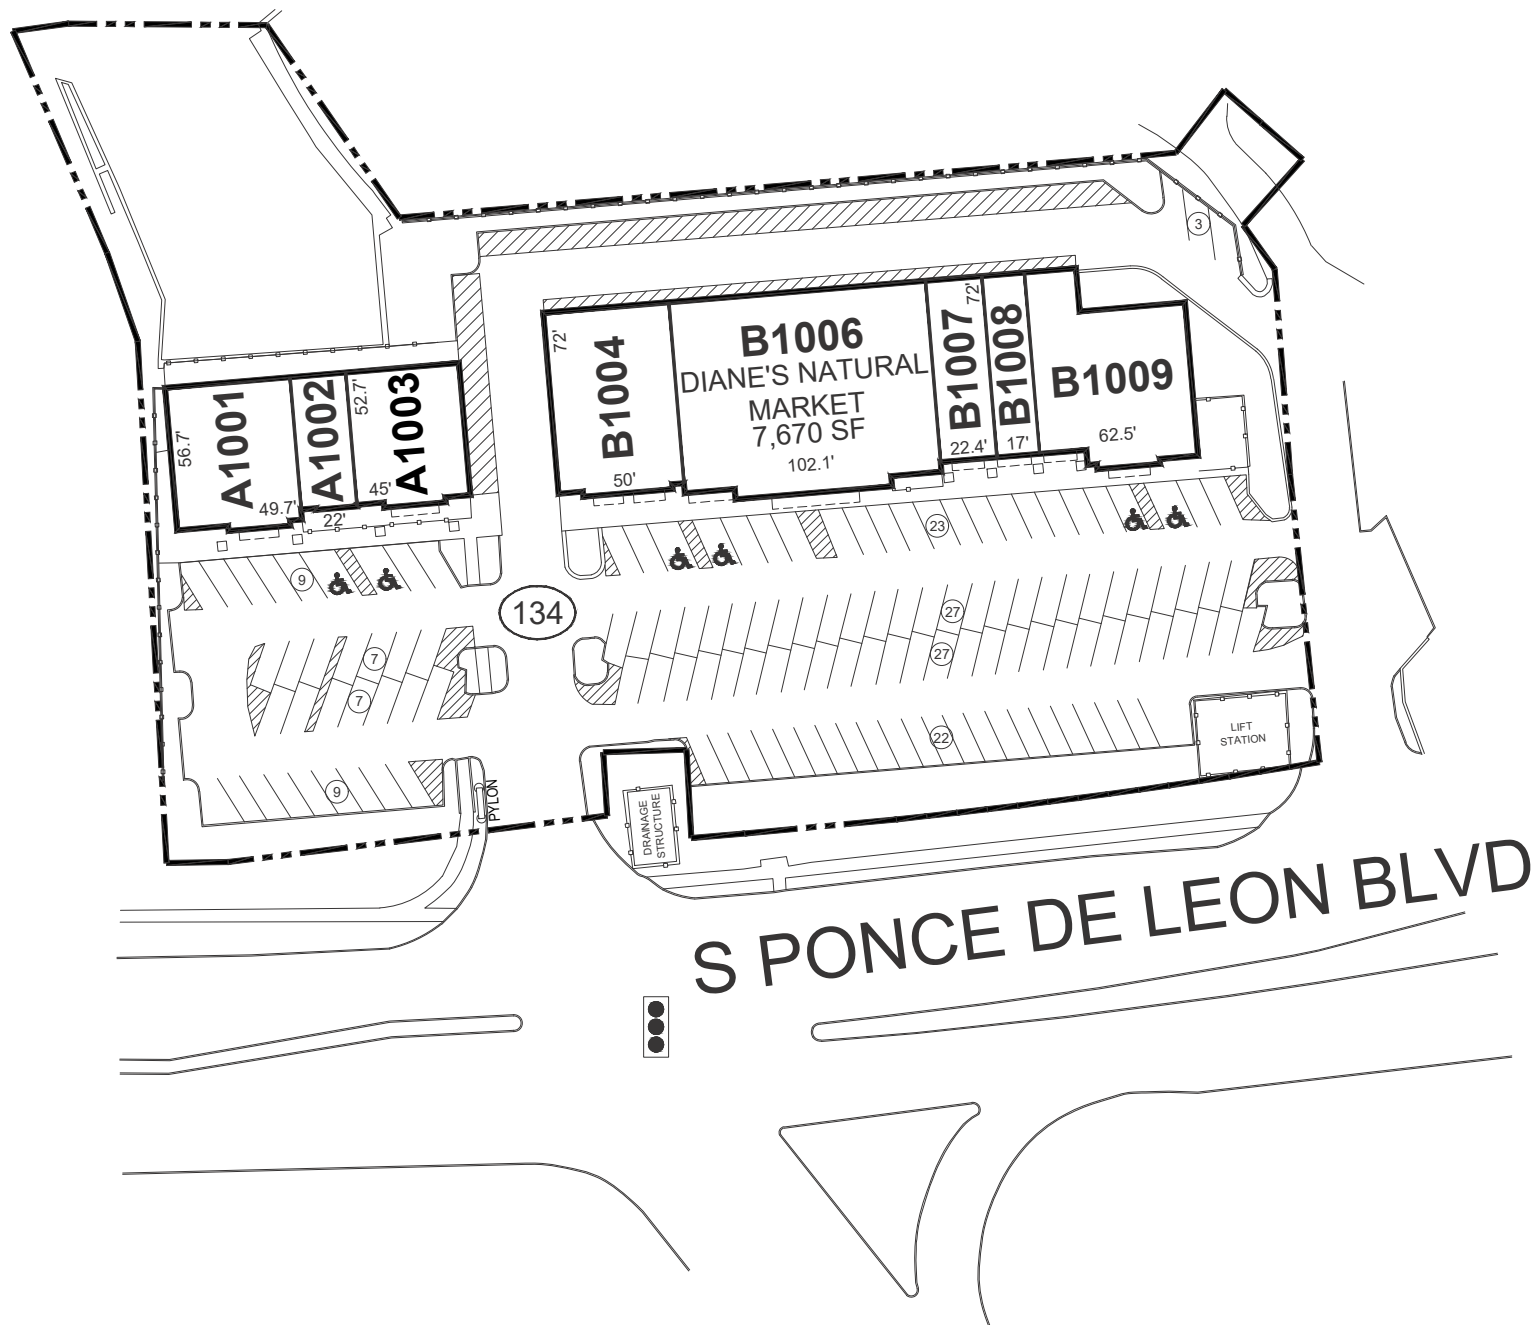 3
72'
B1004
50'
B1006
DIANE'S NATURAL
MARKET
7,670 SF
102.1'
72'
B1007
22.4'
B1008
17'
B1009
62.5'
56.7'
A1001
49.7'
A1002
22'
52.7'
A1003
45'
23
9
134
27
27
7
7
22
9
LIFT
STATION
PYLON
DRAINAGE
STRUCTURE
S PONCE DE LEON BLVD